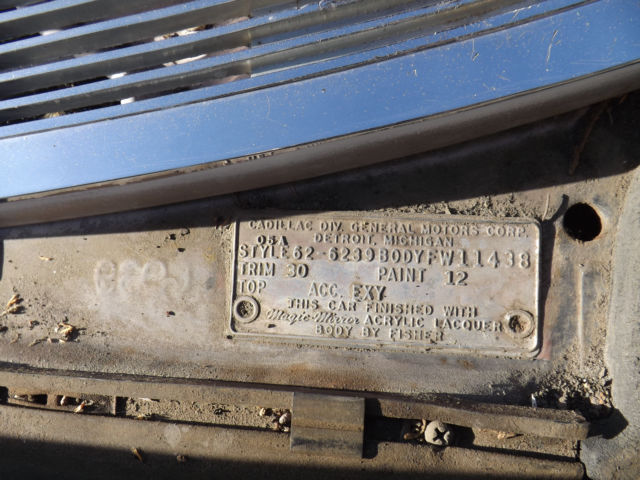 CADILLAC DIV. GENERAL MOTORS CORP.
05A DETROIT, MICHIGAN
STYLE 62-6239 BODY FW11438
TRIM 30 PAINT 12
TOP ACC. EXY
THIS CAR FINISHED WITH
Magic-Mirror ACRYLIC LACQUER
BODY BY FISHER